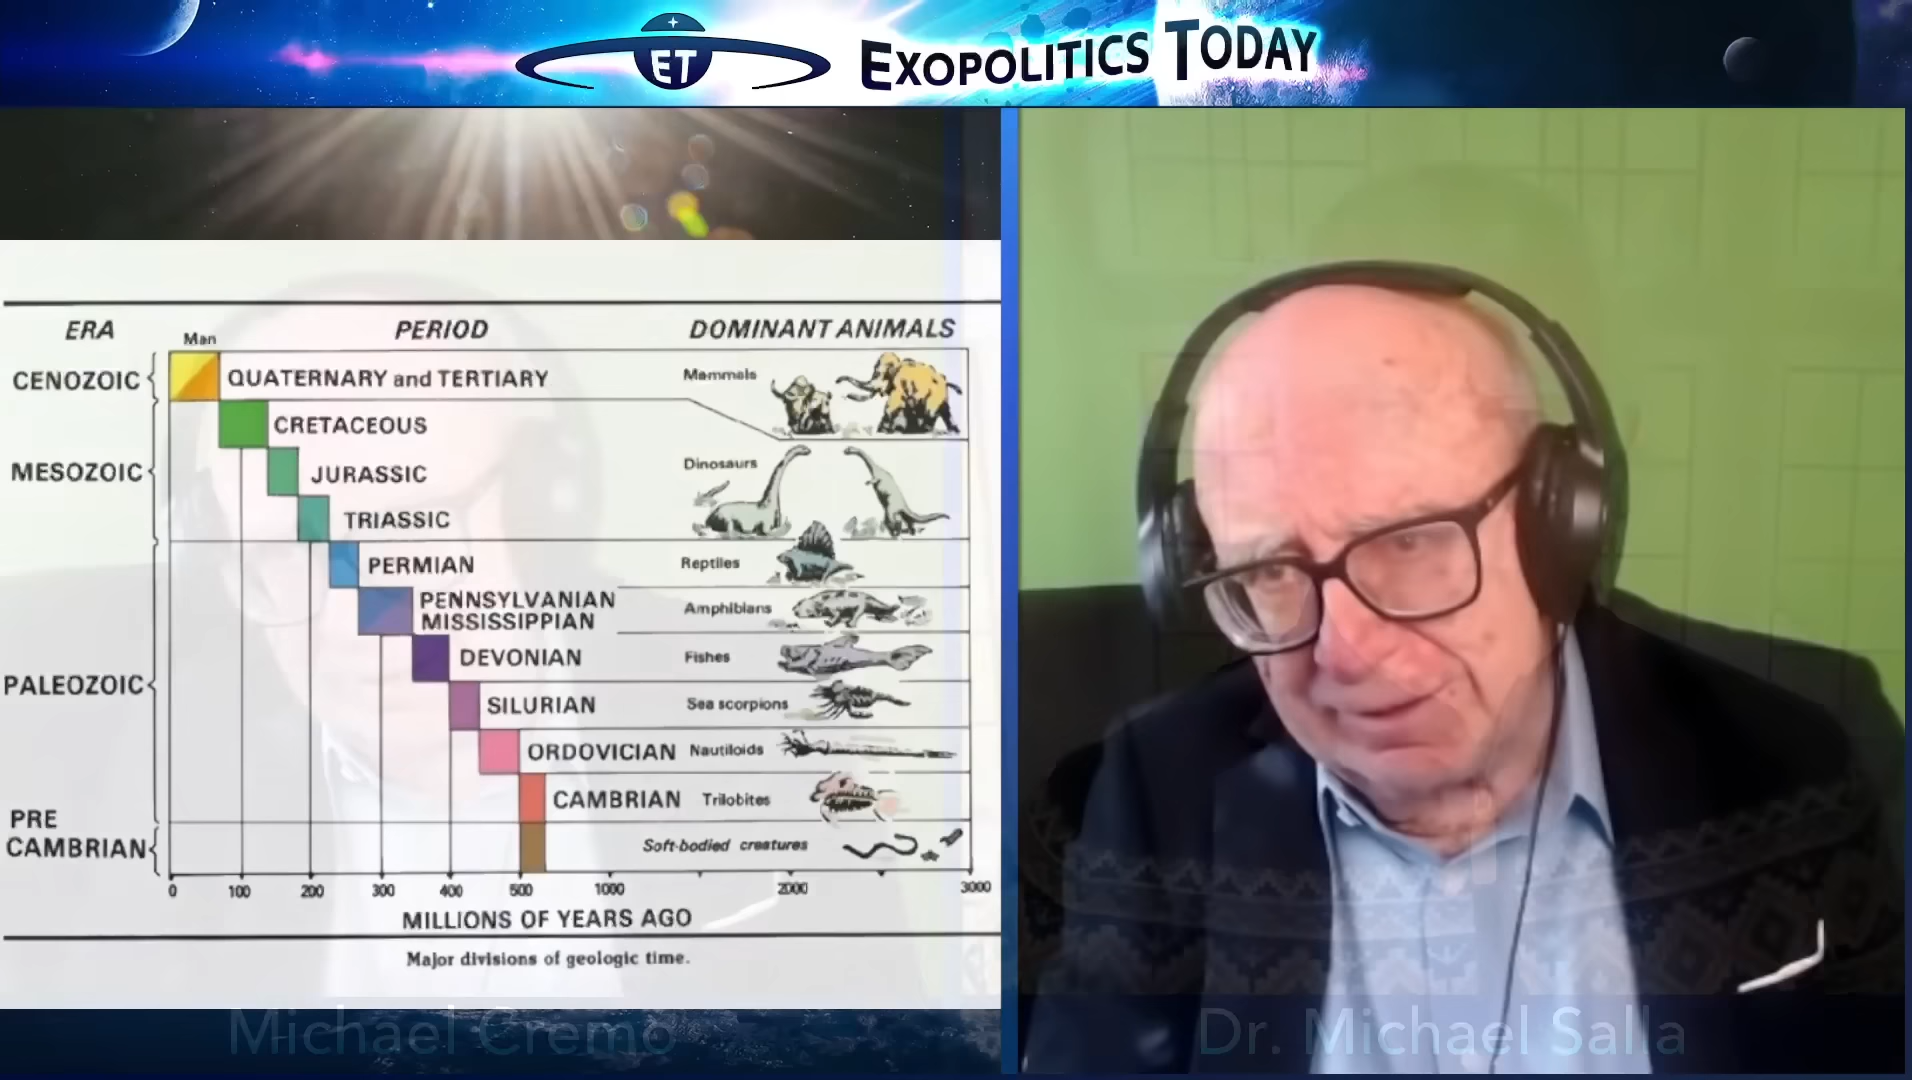 ET
EXOPOLITICS TODAY
ERA
Man
PERIOD
DOMINANT ANIMALS
CENOZOIC
QUATERNARY and TERTIARY
Mammals
CRETACEOUS
MESOZOIC
JURASSIC
Dinosaurs
TRIASSIC
PERMIAN
Reptiles
PENNSYLVANIAN
MISSISSIPPIAN
Amphibians
DEVONIAN
Fishes
PALEOZOIC
SILURIAN
Sea scorpions
ORDOVICIAN
Nautiloids
CAMBRIAN
Trilobites
PRE
CAMBRIAN
Soft-bodied creatures
0 100 200 300 400 500 1000 2000 3000
MILLIONS OF YEARS AGO
Major divisions of geologic time.
Michael Cremo
Dr. Michael Salla